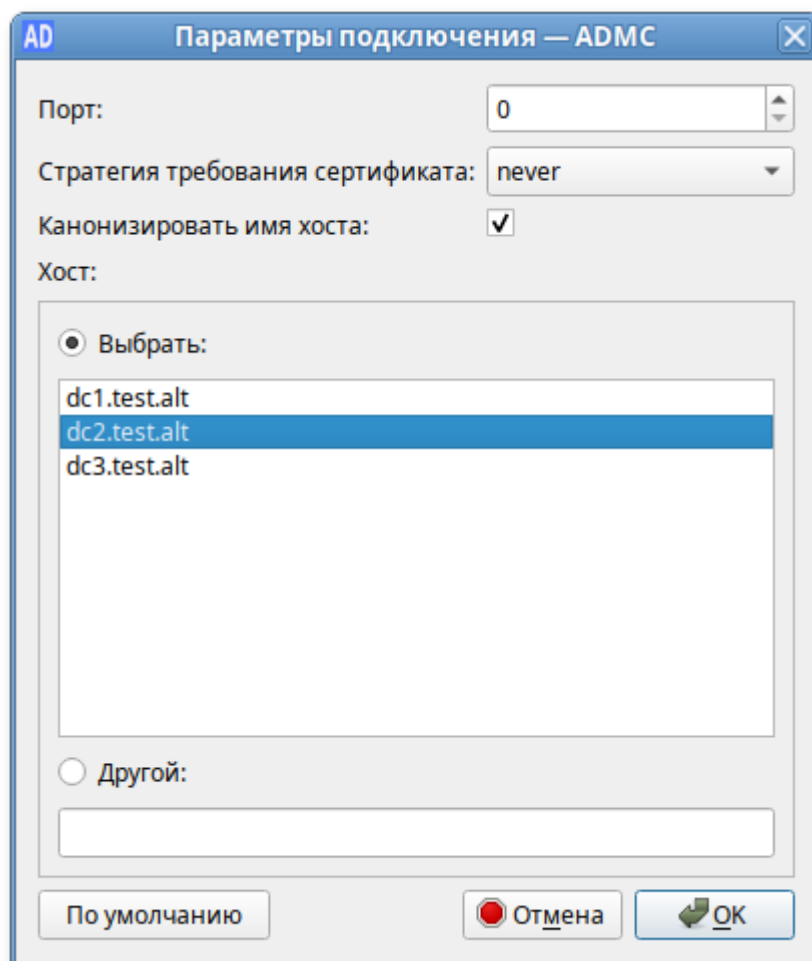 AD Параметры подключения — ADMC
Порт: 0
Стратегия требования сертификата: never
Канонизировать имя хоста:
Хост:
Выбрать:
dc1.test.alt
dc2.test.alt
dc3.test.alt
Другой:
По умолчанию Отмена OK